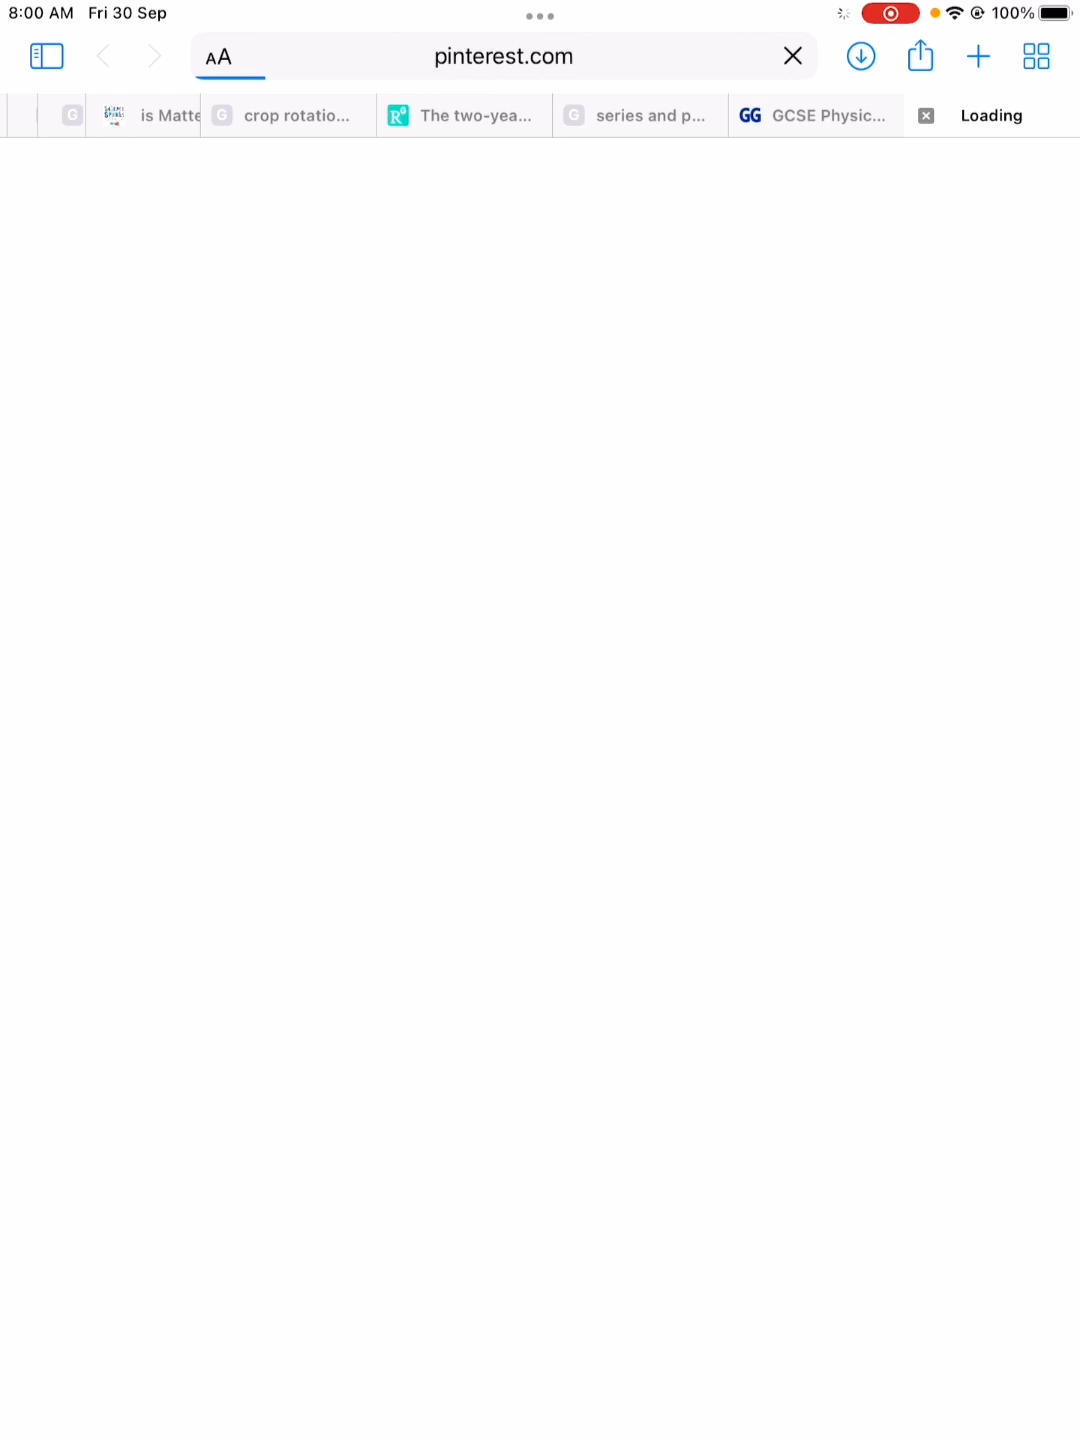 8:00 AM Fri 30 Sep
100%
AA pinterest.com
G is Matte G crop rotatio... R The two-yea... G series and p... GG GCSE Physic... Loading